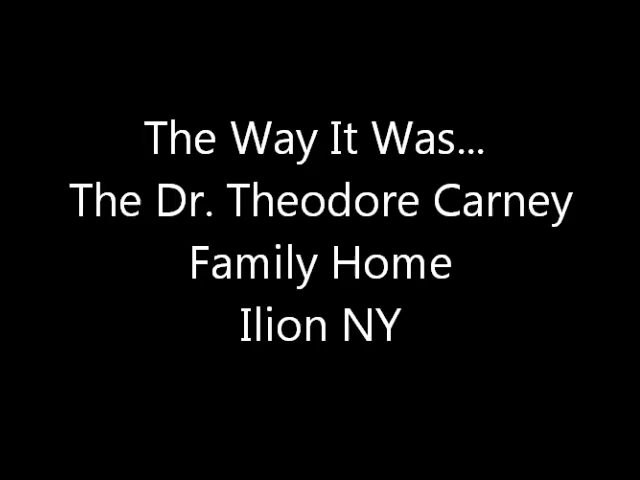 The Way It Was...
The Dr. Theodore Carney
Family Home
Ilion NY